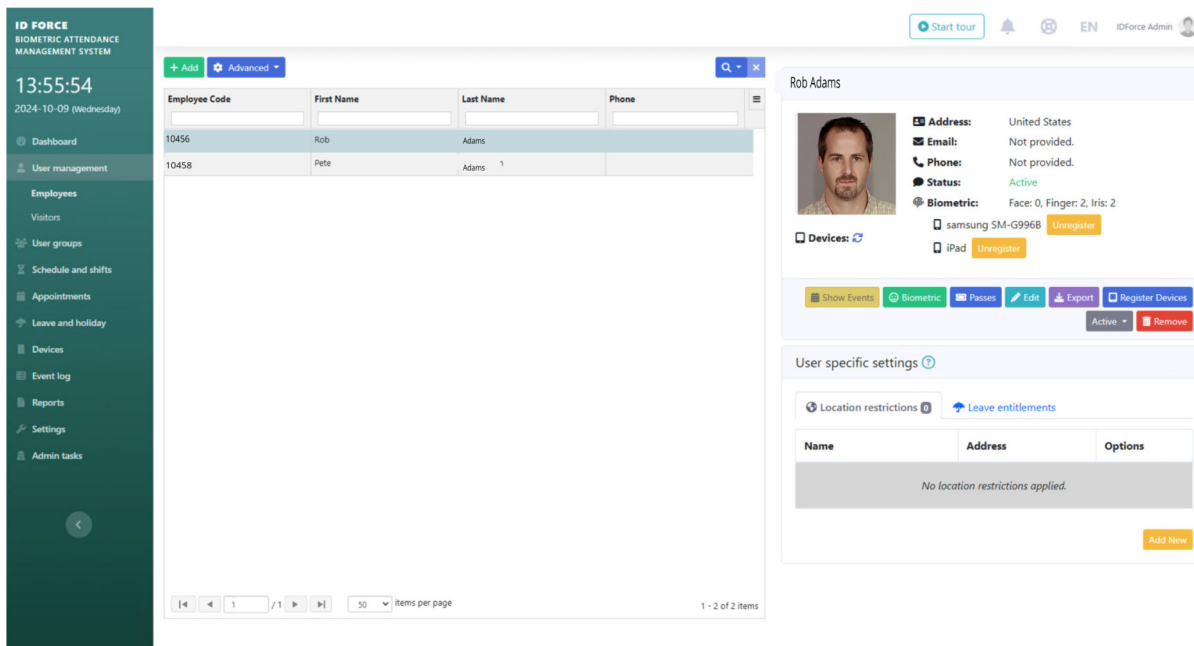 ID FORCE
BIOMETRIC ATTENDANCE
MANAGEMENT SYSTEM
13:55:54
2024-10-09 (Wednesday)
Dashboard
User management
Employees
Visitors
User groups
Schedule and shifts
Appointments
Leave and holiday
Devices
Event log
Reports
Settings
Admin tasks
Start tour
EN
IDForce Admin
+ Add
Advanced
Employee Code First Name Last Name Phone
10456 Rob Adams
10458 Pete Adams
1 / 1 50 items per page
1 - 2 of 2 items
Rob Adams
Address: United States
Email: Not provided.
Phone: Not provided.
Status: Active
Biometric: Face: 0, Finger: 2, Iris: 2
Devices:
samsung SM-G996B Unregister
iPad Unregister
Show Events Biometric Passes Edit Export Register Devices
Active Remove
User specific settings ?
Location restrictions 0 Leave entitlements
Name Address Options
No location restrictions applied.
Add New